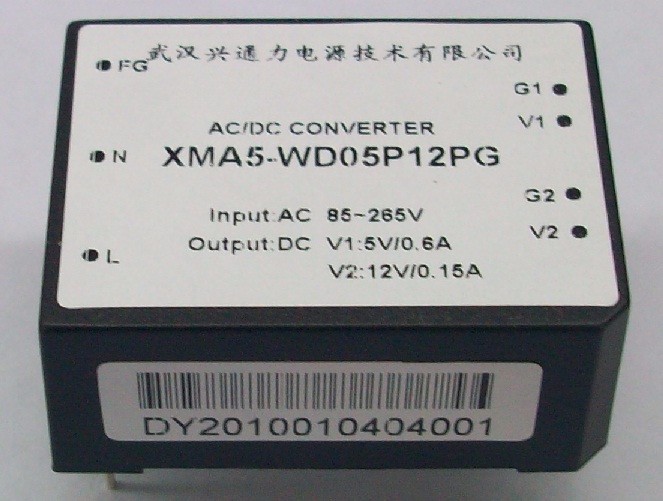 武汉兴通力电源技术有限公司
FG
G1
V1
AC/DC CONVERTER
N
XMA5-WD05P12PG
G2
Input:AC 85~265V
V2
Output:DC V1:5V/0.6A
L
V2:12V/0.15A
DY2010010404001